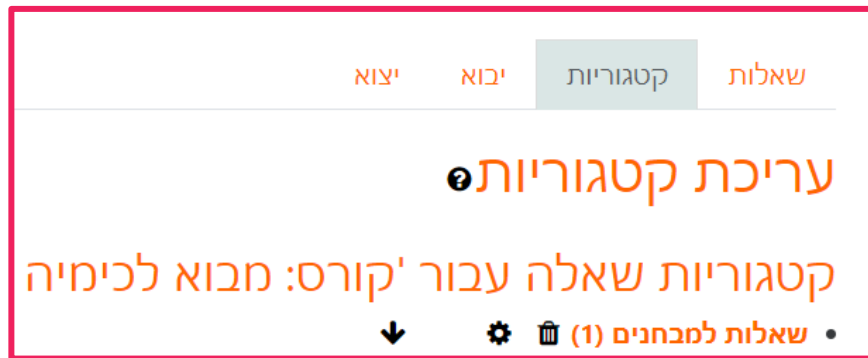 שאלות קטגוריות יבוא יצוא
עריכת קטגוריות
קטגוריות שאלה עבור 'קורס: מבוא לכימיה
שאלות למבחנים (1)